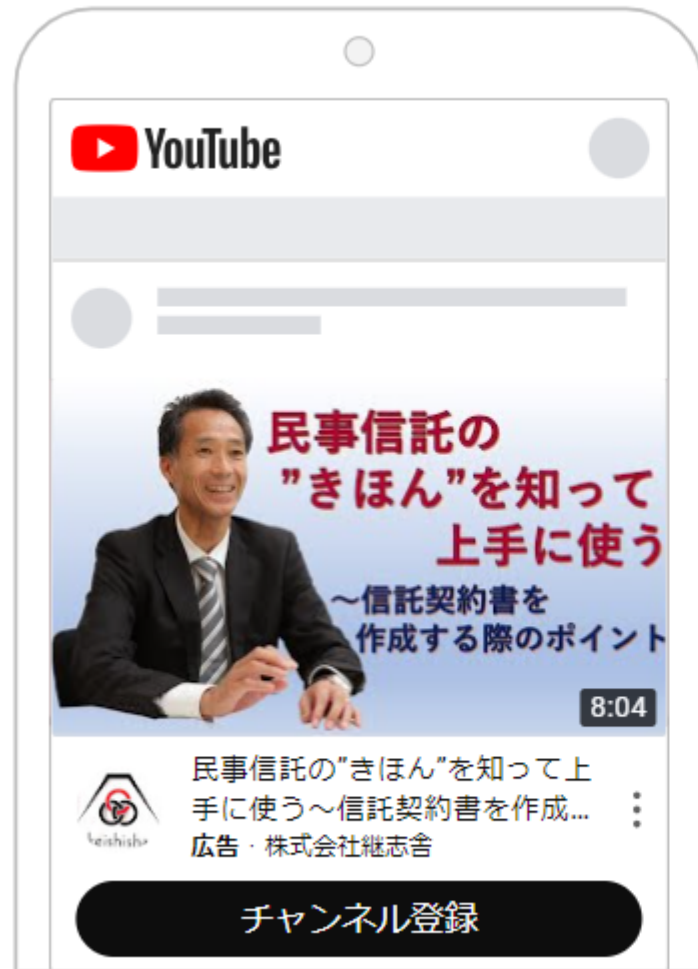 YouTube
民事信託の
”きほん”を知って
上手に使う
～信託契約書を
作成する際のポイント
8:04
民事信託の”きほん”を知って上
手に使う～信託契約書を作成...
keishisha
広告 · 株式会社継志舎
チャンネル登録